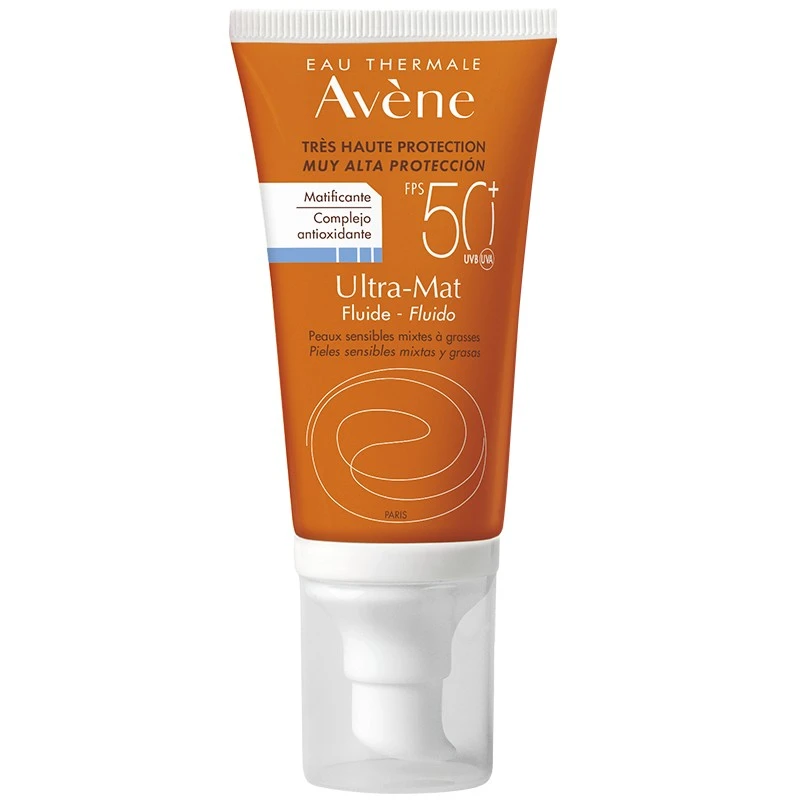 EAU THERMALE
Avène
TRÈS HAUTE PROTECTION
MUY ALTA PROTECCIÓN
Matificante
Complejo
antioxidante
FPS 50+
UVB UVA
Ultra-Mat
Fluide - Fluido
Peaux sensibles mixtes à grasses
Pieles sensibles mixtas y grasas
PARIS